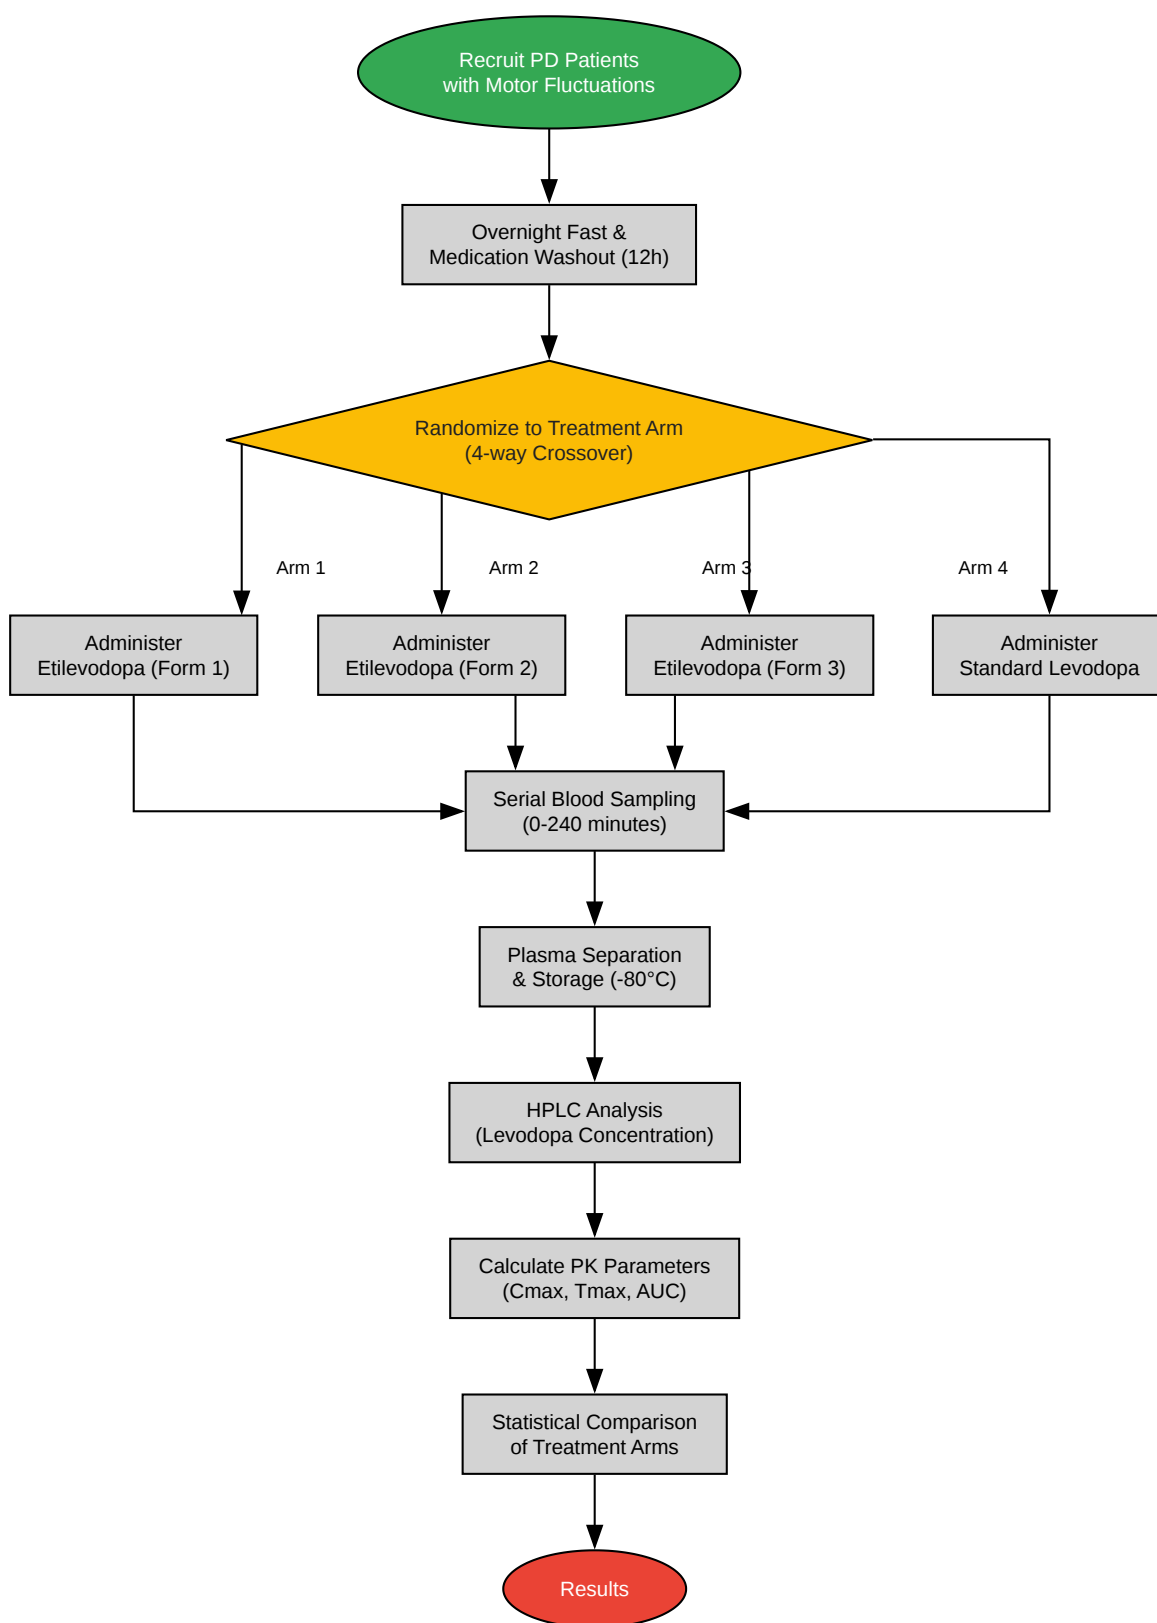 Recruit PD Patients
with Motor Fluctuations
Overnight Fast &
Medication Washout (12h)
Randomize to Treatment Arm
(4-way Crossover)
Arm 1
Arm 2
Arm 3
Arm 4
Administer
Etilevodopa (Form 1)
Administer
Etilevodopa (Form 2)
Administer
Etilevodopa (Form 3)
Administer
Standard Levodopa
Serial Blood Sampling
(0-240 minutes)
Plasma Separation
& Storage (-80°C)
HPLC Analysis
(Levodopa Concentration)
Calculate PK Parameters
(Cmax, Tmax, AUC)
Statistical Comparison
of Treatment Arms
Results